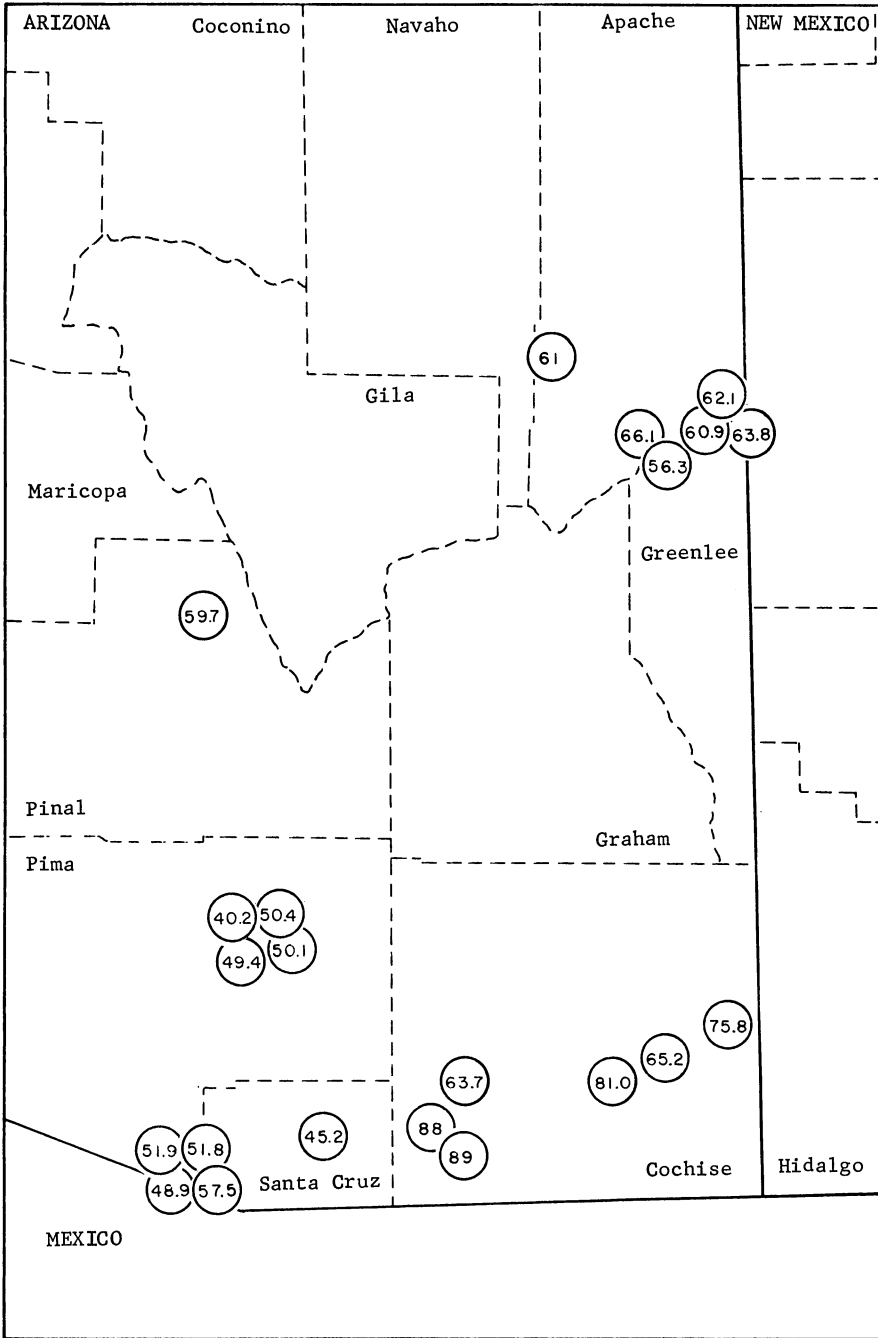 ARIZONA Coconino Navaho Apache NEW MEXICO
61
Gila
62.1
66.1 60.9 63.8
56.3
Maricopa
Greenlee
59.7
Pinal
Graham
Pima
40.2 50.4
49.4 50.1
75.8
65.2
63.7 81.0
88
51.9 51.8 45.2
89
48.9 57.5 Santa Cruz Cochise Hidalgo
MEXICO